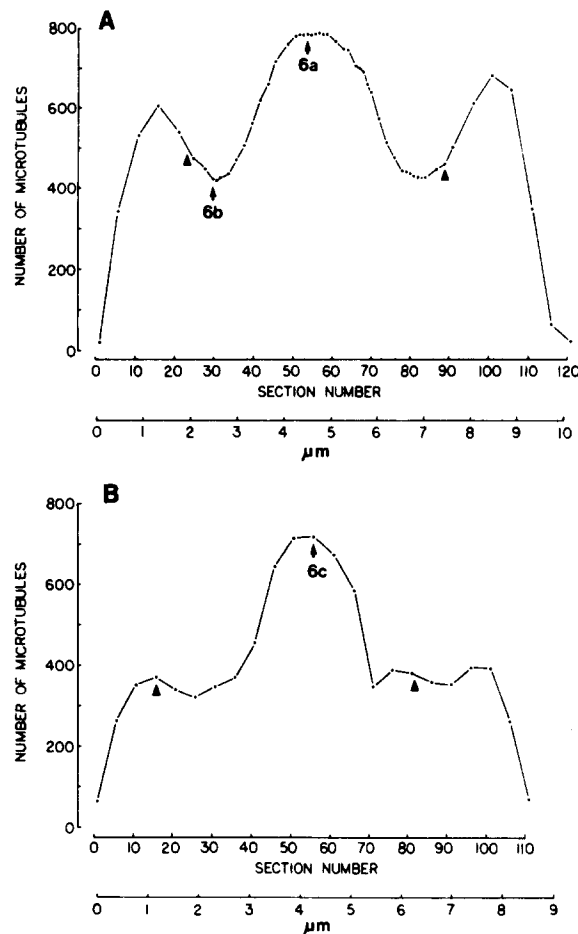 A
NUMBER OF MICROTUBULES
800
600
400
200
0
6a
6b
0 10 20 30 40 50 60 70 80 90 100 110 120
SECTION NUMBER
0 1 2 3 4 5 6 7 8 9 10
µm
B
NUMBER OF MICROTUBULES
800
600
400
200
0
6c
0 10 20 30 40 50 60 70 80 90 100 110
SECTION NUMBER
0 1 2 3 4 5 6 7 8 9
µm